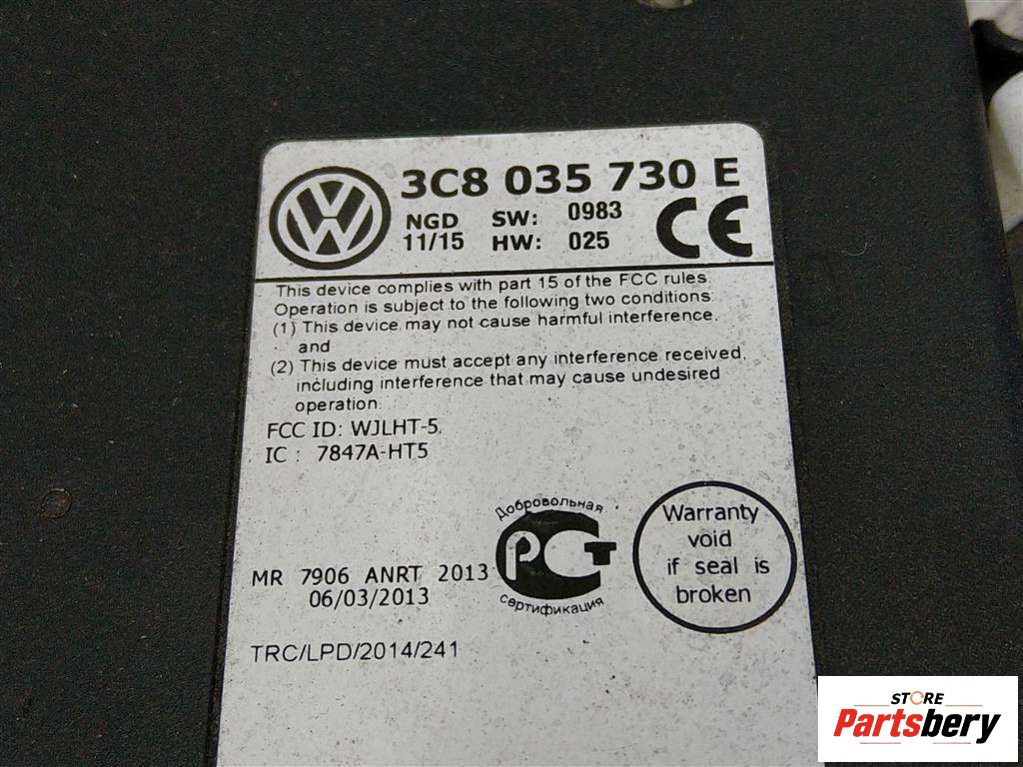 3C8 035 730 E
NGD SW: 0983
11/15 HW: 025
CE
This device complies with part 15 of the FCC rules.
Operation is subject to the following two conditions:
(1) This device may not cause harmful interference,
and
(2) This device must accept any interference received,
including interference that may cause undesired
operation.
FCC ID: WJLHT-5
IC : 7847A-HT5
Добровольная
РСТ
сертификация
Warranty
void
if seal is
broken
MR 7906 ANRT 2013
06/03/2013
TRC/LPD/2014/241
STORE
Partsbery